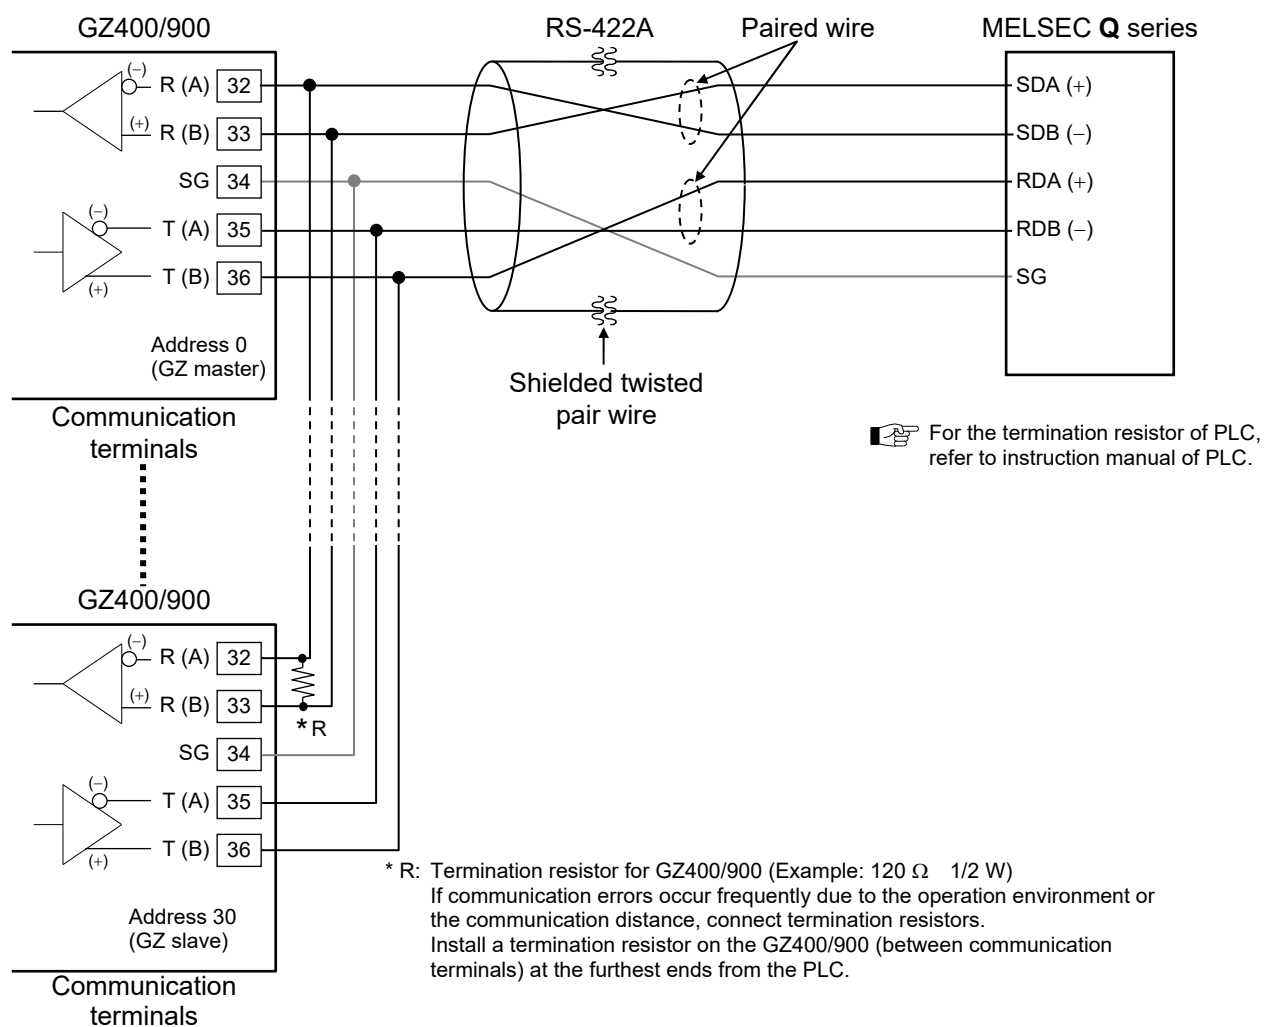 GZ400/900
RS-422A
Paired wire
MELSEC Q series
(−)
R (A) 32
(+)
R (B) 33
SG 34
(−)
T (A) 35
T (B) 36
(+)
Address 0
(GZ master)
Communication
terminals
SDA (+)
SDB (−)
RDA (+)
RDB (−)
SG
Shielded twisted
pair wire
For the termination resistor of PLC,
refer to instruction manual of PLC.
GZ400/900
(−)
R (A) 32
(+)
R (B) 33
* R
SG 34
(−)
T (A) 35
T (B) 36
(+)
Address 30
(GZ slave)
Communication
terminals
* R: Termination resistor for GZ400/900 (Example: 120 Ω 1/2 W)
If communication errors occur frequently due to the operation environment or
the communication distance, connect termination resistors.
Install a termination resistor on the GZ400/900 (between communication
terminals) at the furthest ends from the PLC.